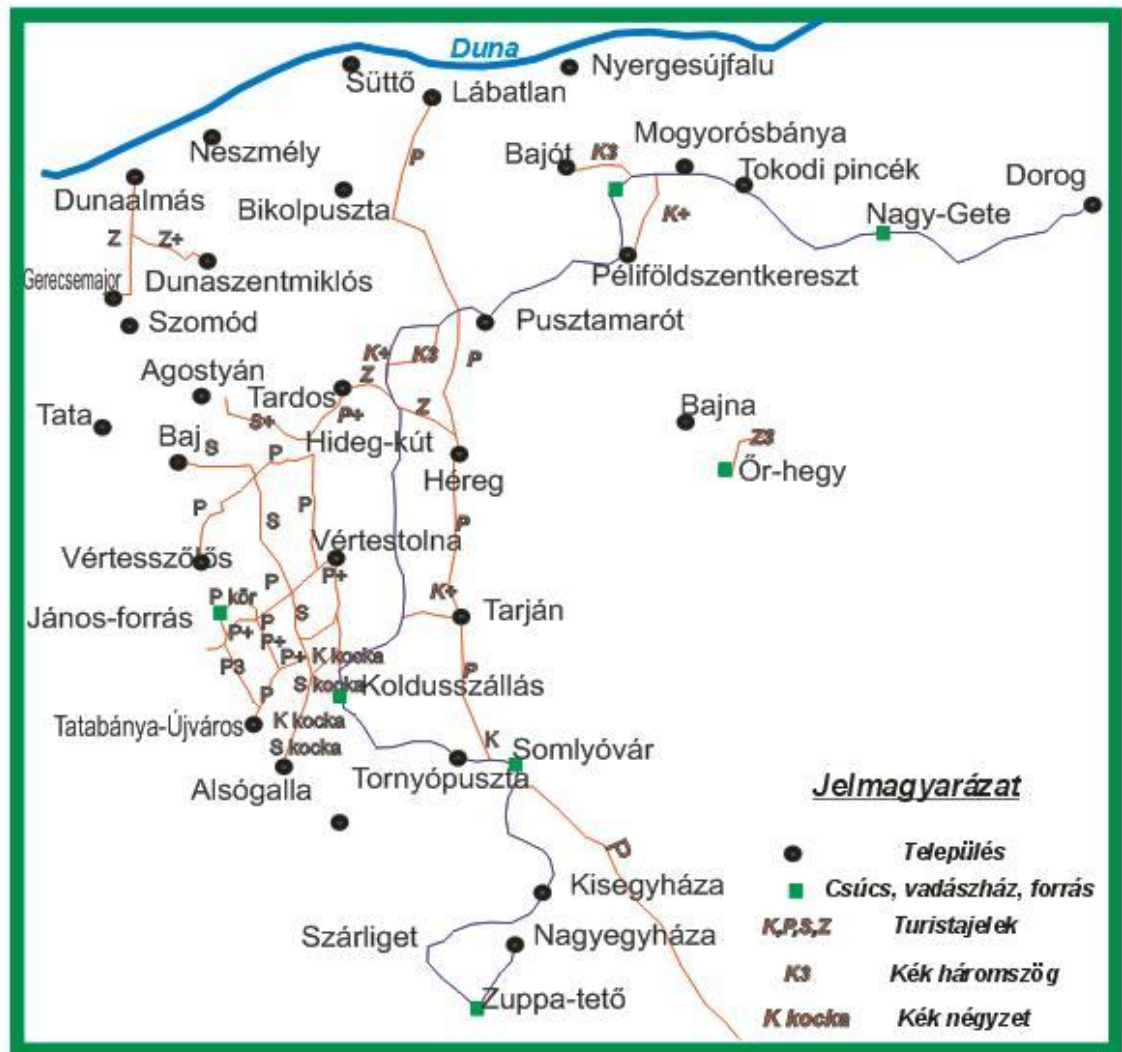 Duna
Süttő
Nyergesújfalu
Lábatlan
Neszmély
Bajót
K3
Mogyorósbánya
Tokodi pincék
Dorog
P
Dunaalmás
Bikolpuszta
K+
Nagy-Gete
Z
Z+
Gerecsemajor
Dunaszentmiklós
Péliföldszentkereszt
Szomód
Pusztamarót
K+
K3
P
Agostyán
Z
Tardos
P+
Z
S+
Tata
Baj
S
P
Hideg-kút
Héreg
Bajna
Z3
Őr-hegy
P
P
S
P
Vértesszőlős
Vértestolna
P+
P
K+
P kör
János-forrás
P
S
P+
P+
P+
K kocka
Tarján
P3
P
S kocka
Koldusszállás
P
Tatabánya-Újváros
K kocka
S kocka
K
Somlyóvár
Alsógalla
Tornyópuszta
P
Kisegyháza
Szárliget
Nagyegyháza
Zuppa-tető
Jelmagyarázat
Település
Csúcs, vadászház, forrás
K,P,S,Z Turistajelek
K3 Kék háromszög
K kocka Kék négyzet